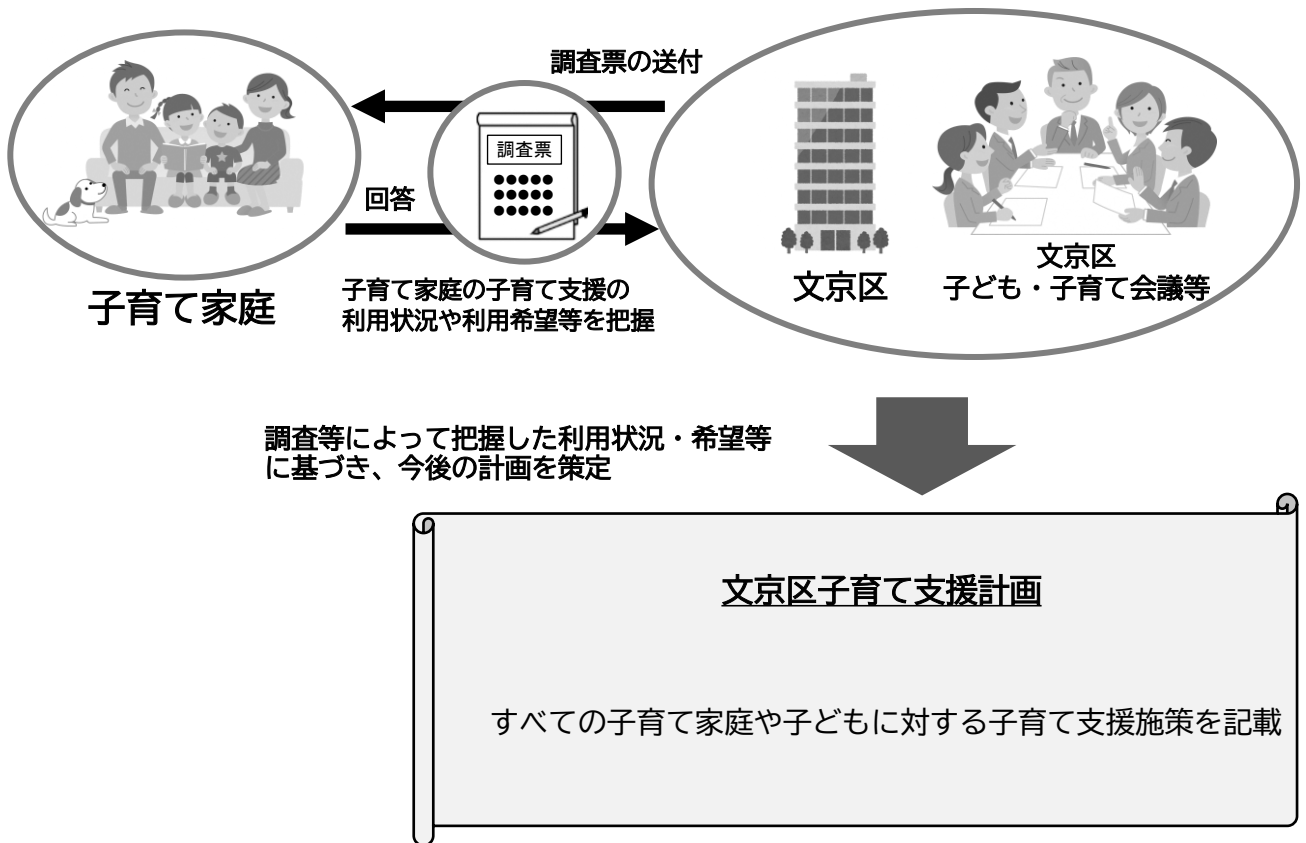 調査票の送付
調査票
回答
子育て家庭
子育て家庭の子育て支援の
利用状況や利用希望等を把握
文京区
文京区
子ども・子育て会議等
調査等によって把握した利用状況・希望等
に基づき、今後の計画を策定
文京区子育て支援計画
すべての子育て家庭や子どもに対する子育て支援施策を記載